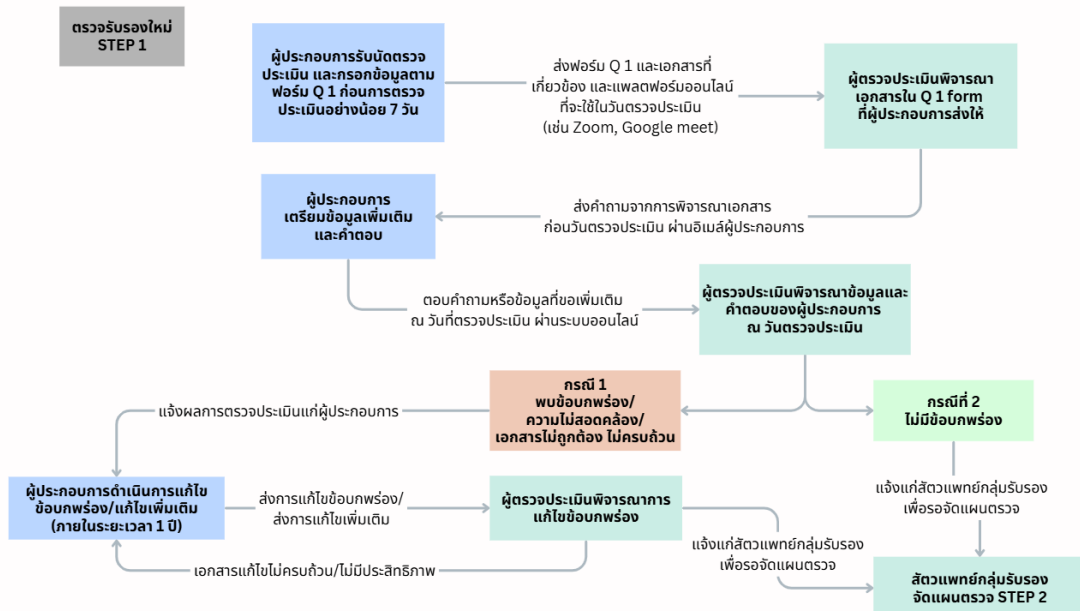 ตรวจรับรองใหม่
STEP 1
ผู้ประกอบการรับนัดตรวจ
ประเมิน และกรอกข้อมูลตาม
ฟอร์ม Q 1 ก่อนการตรวจ
ประเมินอย่างน้อย 7 วัน
ส่งฟอร์ม Q 1 และเอกสารที่
เกี่ยวข้อง และแพลตฟอร์มออนไลน์
ที่จะใช้ในวันตรวจประเมิน
(เช่น Zoom, Google meet)
ผู้ตรวจประเมินพิจารณา
เอกสารใน Q 1 form
ที่ผู้ประกอบการส่งให้
ผู้ประกอบการ
เตรียมข้อมูลเพิ่มเติม
และคำตอบ
ส่งคำถามจากการพิจารณาเอกสาร
ก่อนวันตรวจประเมิน ผ่านอีเมล์ผู้ประกอบการ
ตอบคำถามหรือข้อมูลที่ขอเพิ่มเติม
ณ วันที่ตรวจประเมิน ผ่านระบบออนไลน์
ผู้ตรวจประเมินพิจารณาข้อมูลและ
คำตอบของผู้ประกอบการ
ณ วันตรวจประเมิน
แจ้งผลการตรวจประเมินแก่ผู้ประกอบการ
กรณี 1
พบข้อบกพร่อง/
ความไม่สอดคล้อง/
เอกสารไม่ถูกต้อง ไม่ครบถ้วน
กรณีที่ 2
ไม่มีข้อบกพร่อง
ผู้ประกอบการดำเนินการแก้ไข
ข้อบกพร่อง/แก้ไขเพิ่มเติม
(ภายในระยะเวลา 1 ปี)
ส่งการแก้ไขข้อบกพร่อง/
ส่งการแก้ไขเพิ่มเติม
ผู้ตรวจประเมินพิจารณาการ
แก้ไขข้อบกพร่อง
แจ้งแก่สัตวแพทย์กลุ่มรับรอง
เพื่อรอจัดแผนตรวจ
แจ้งแก่สัตวแพทย์กลุ่มรับรอง
เพื่อรอจัดแผนตรวจ
เอกสารแก้ไขไม่ครบถ้วน/ไม่มีประสิทธิภาพ
สัตวแพทย์กลุ่มรับรอง
จัดแผนตรวจ STEP 2